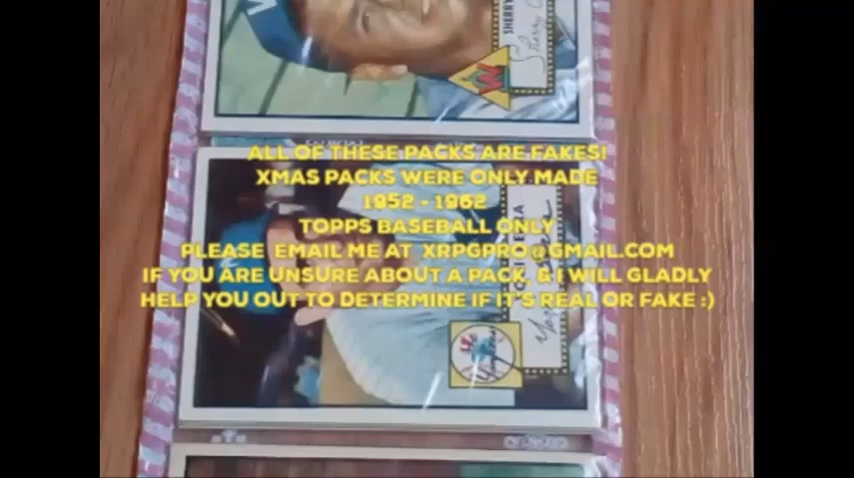 SHERRY
ALL OF THESE PACKS ARE FAKES!
XMAS PACKS WERE ONLY MADE
1952 - 1962
TOPPS BASEBALL ONLY
PLEASE EMAIL ME AT XRPGPRO@GMAIL.COM
IF YOU ARE UNSURE ABOUT A PACK, & I WILL GLADLY
HELP YOU OUT TO DETERMINE IF IT'S REAL OR FAKE :)